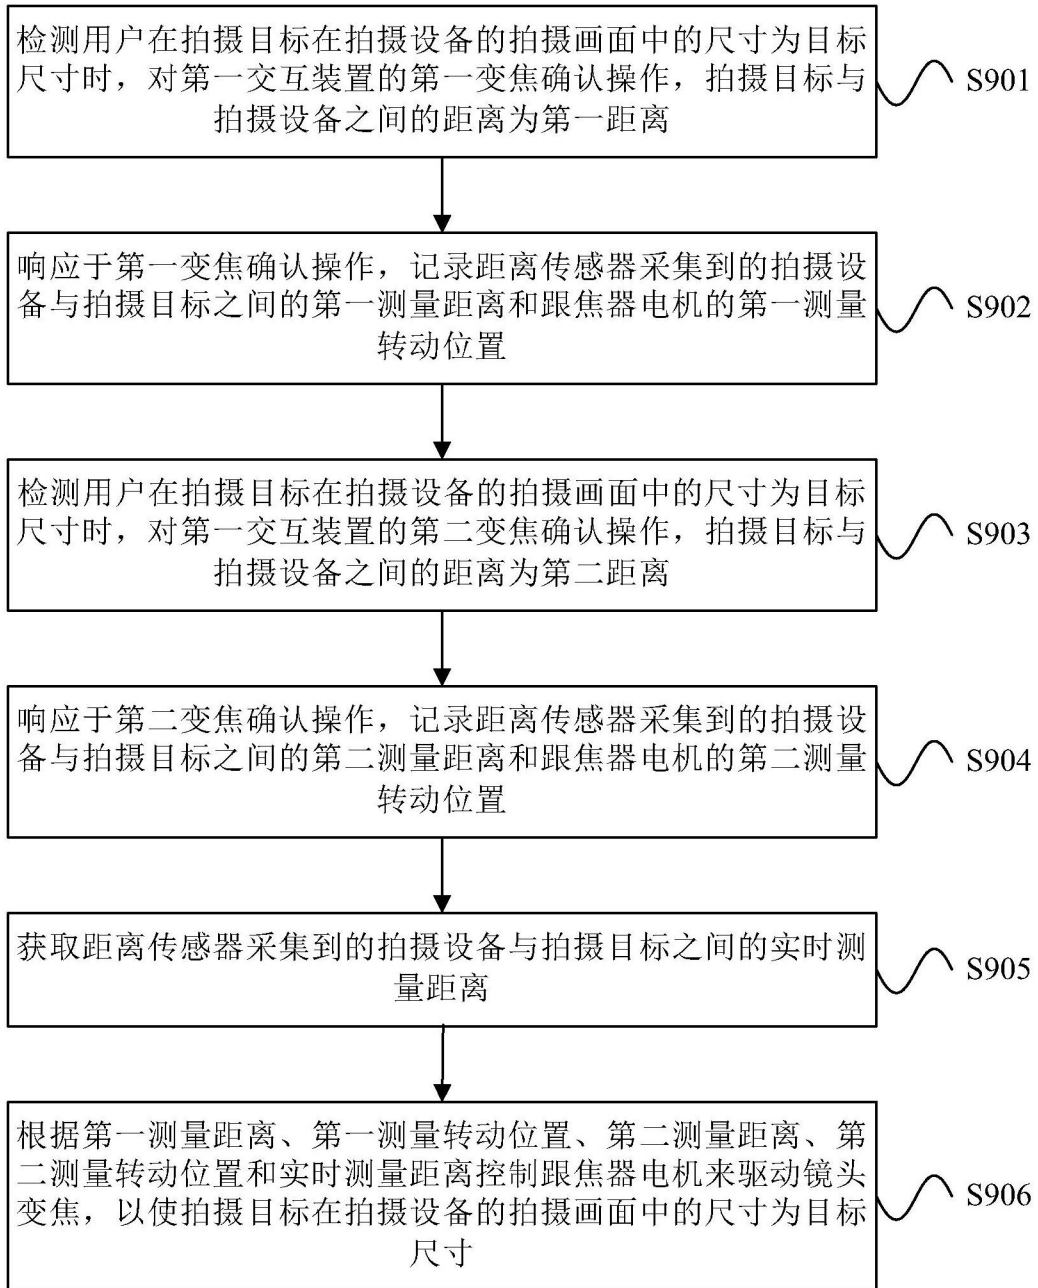 检测用户在拍摄目标在拍摄设备的拍摄画面中的尺寸为目标
尺寸时，对第一交互装置的第一变焦确认操作，拍摄目标与
拍摄设备之间的距离为第一距离
S901
响应于第一变焦确认操作，记录距离传感器采集到的拍摄设
备与拍摄目标之间的第一测量距离和跟焦器电机的第一测量
转动位置
S902
检测用户在拍摄目标在拍摄设备的拍摄画面中的尺寸为目标
尺寸时，对第一交互装置的第二变焦确认操作，拍摄目标与
拍摄设备之间的距离为第二距离
S903
响应于第二变焦确认操作，记录距离传感器采集到的拍摄设
备与拍摄目标之间的第二测量距离和跟焦器电机的第二测量
转动位置
S904
获取距离传感器采集到的拍摄设备与拍摄目标之间的实时测
量距离
S905
根据第一测量距离、第一测量转动位置、第二测量距离、第
二测量转动位置和实时测量距离控制跟焦器电机来驱动镜头
变焦，以使拍摄目标在拍摄设备的拍摄画面中的尺寸为目标
尺寸
S906